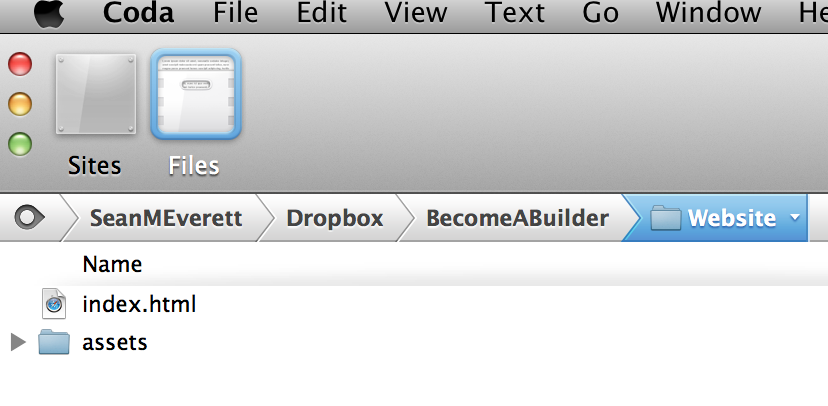 Coda File Edit View Text Go Window He
Sites Files
SeanMEverett Dropbox BecomeABuilder Website
Name
index.html
assets